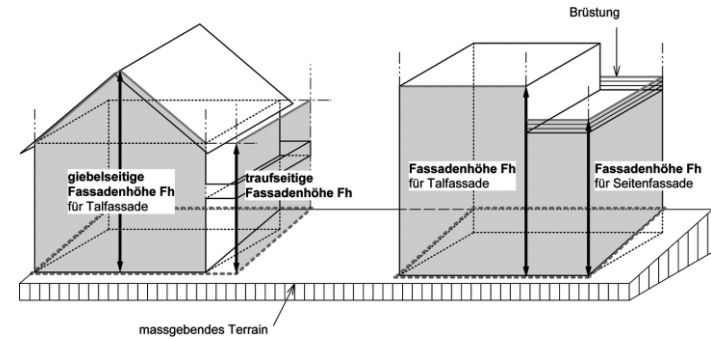 Brüstung
giebelseitige
Fassadenhöhe Fh
für Talfassade
traufseitige
Fassadenhöhe Fh
Fassadenhöhe Fh
für Talfassade
Fassadenhöhe Fh
für Seitenfassade
massgebendes Terrain